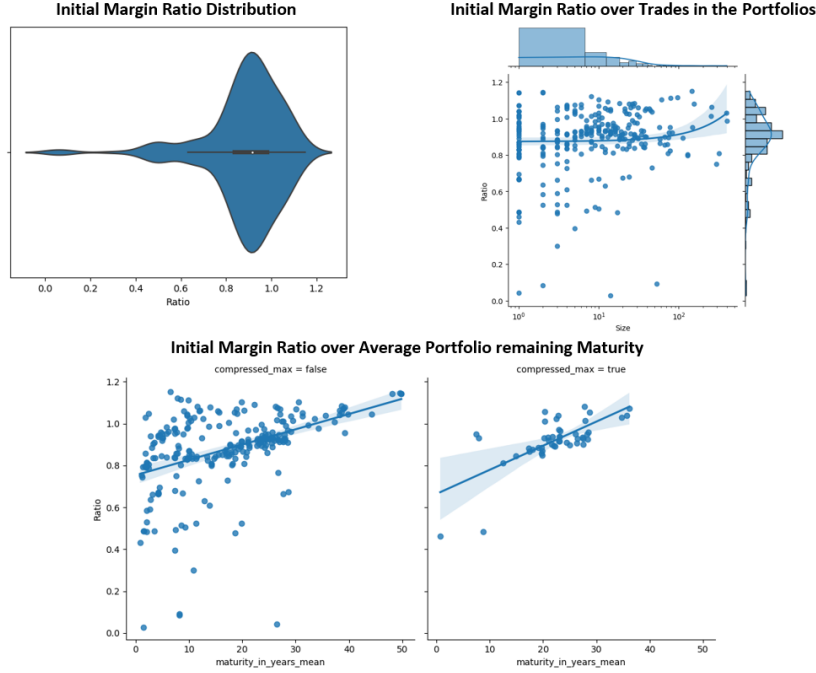 Initial Margin Ratio Distribution
0.0 0.2 0.4 0.6 0.8 1.0 1.2
Ratio
Initial Margin Ratio over Trades in the Portfolios
Ratio
1.2
1.0
0.8
0.6
0.4
0.2
0.0
10⁰ 10¹ 10²
Size
Initial Margin Ratio over Average Portfolio remaining Maturity
compressed_max = false
Ratio
1.2
1.0
0.8
0.6
0.4
0.2
0.0
0 10 20 30 40 50
maturity_in_years_mean
compressed_max = true
0 10 20 30 40 50
maturity_in_years_mean